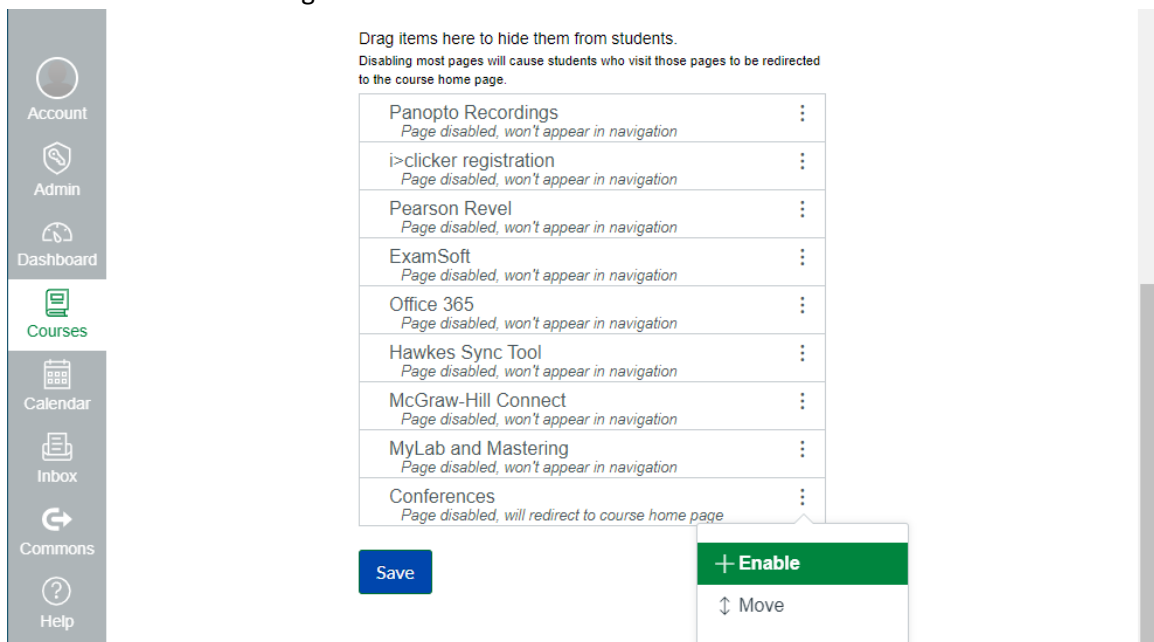 Drag items here to hide them from students.
Disabling most pages will cause students who visit those pages to be redirected
to the course home page.
Account
Admin
Dashboard
Courses
Calendar
Inbox
Commons
Help
Panopto Recordings
Page disabled, won't appear in navigation
i>clicker registration
Page disabled, won't appear in navigation
Pearson Revel
Page disabled, won't appear in navigation
ExamSoft
Page disabled, won't appear in navigation
Office 365
Page disabled, won't appear in navigation
Hawkes Sync Tool
Page disabled, won't appear in navigation
McGraw-Hill Connect
Page disabled, won't appear in navigation
MyLab and Mastering
Page disabled, won't appear in navigation
Conferences
Page disabled, will redirect to course home page
Save
Enable
Move